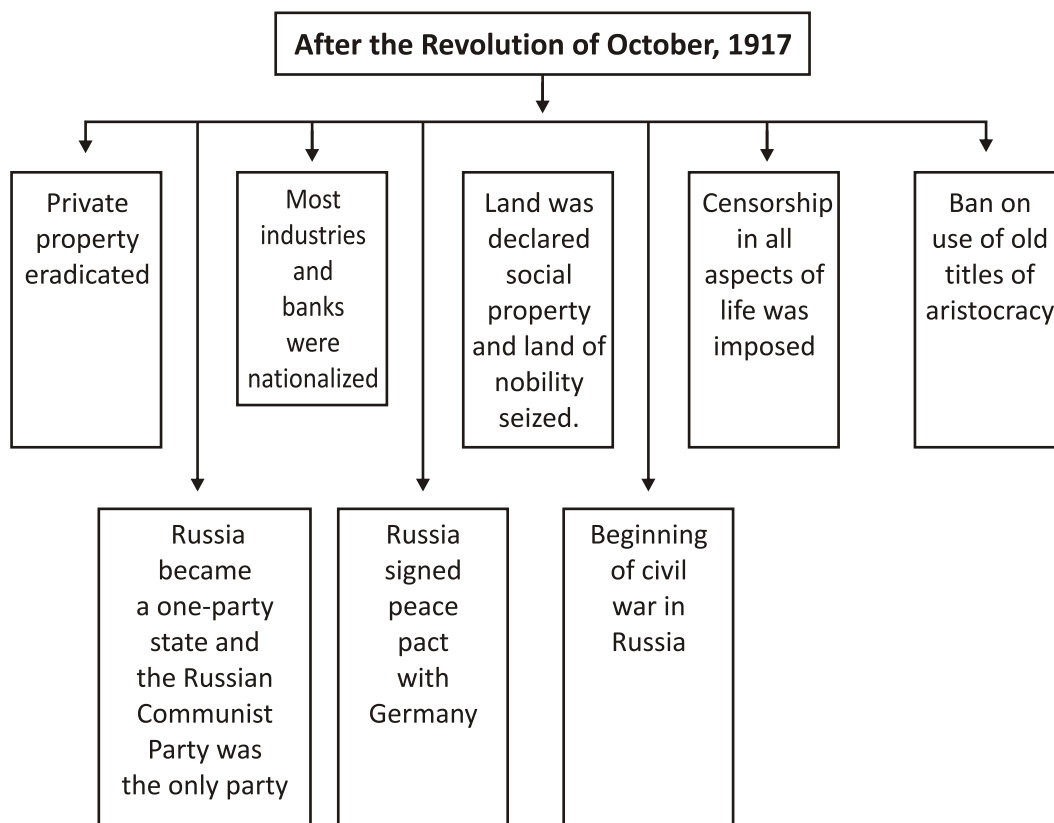 After the Revolution of October, 1917
Private
property
eradicated
Most
industries
and
banks
were
nationalized
Land was
declared
social
property
and land of
nobility
seized.
Censorship
in all
aspects of
life was
imposed
Ban on
use of old
titles of
aristocracy
Russia
became
a one-party
state and
the Russian
Communist
Party was
the only party
Russia
signed
peace
pact
with
Germany
Beginning
of civil
war in
Russia